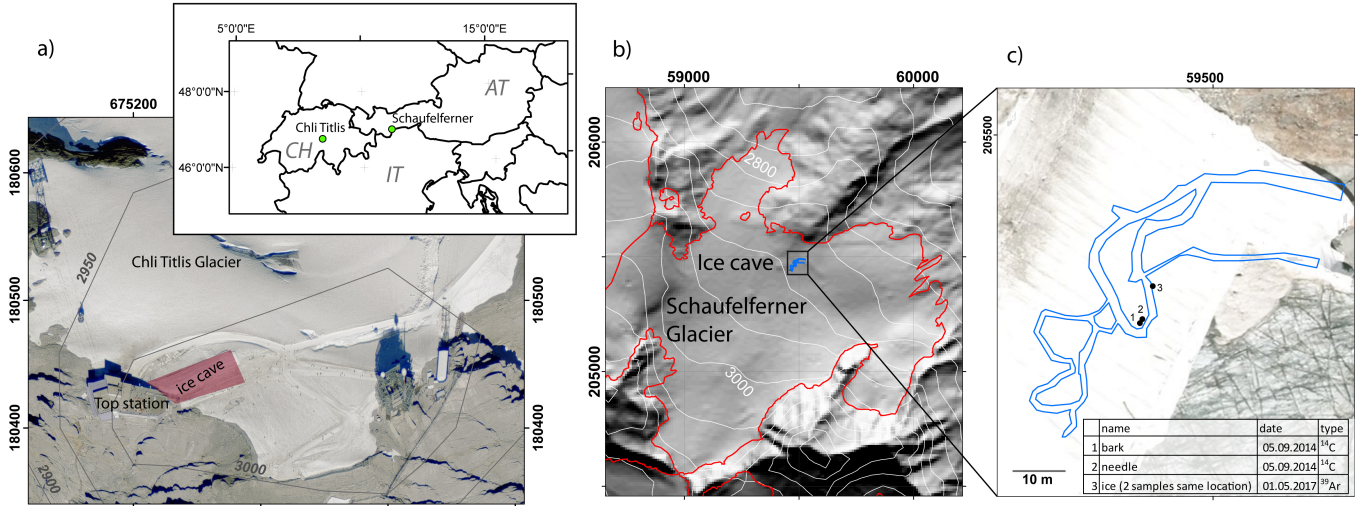 a)
5°0'0"E
15°0'0"E
48°0'0"N
46°0'0"N
AT
Chli Titlis
Schaufelferner
CH
IT
675200
180600
180500
180400
180500
180400
2950
Chli Titlis Glacier
ice cave
Top station
3000
2900
b)
59000
60000
206000
205000
2800
Ice cave
Schaufelferner
Glacier
3000
c)
59500
205500
3
2
1
name date type
1 bark 05.09.2014 ¹⁴C
2 needle 05.09.2014 ¹⁴C
3 ice (2 samples same location) 01.05.2017 ³⁹Ar
10 m